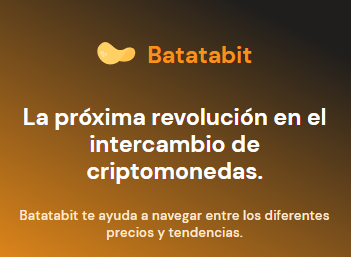 Batatabit
La próxima revolución en el
intercambio de
criptomonedas.
Batatabit te ayuda a navegar entre los diferentes
precios y tendencias.